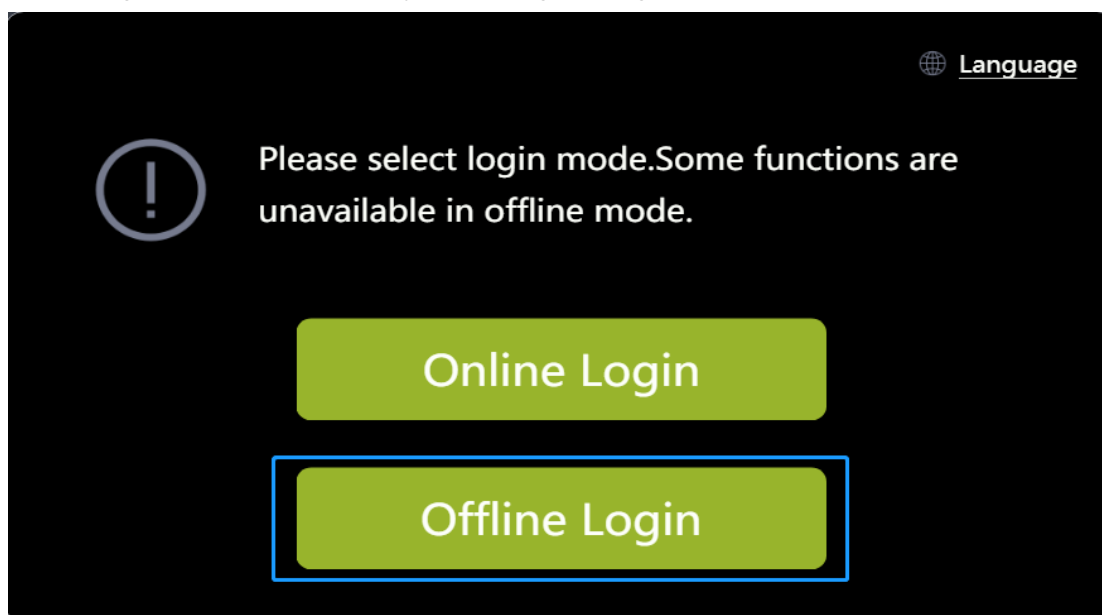 Language
Please select login mode.Some functions are
unavailable in offline mode.
Online Login
Offline Login